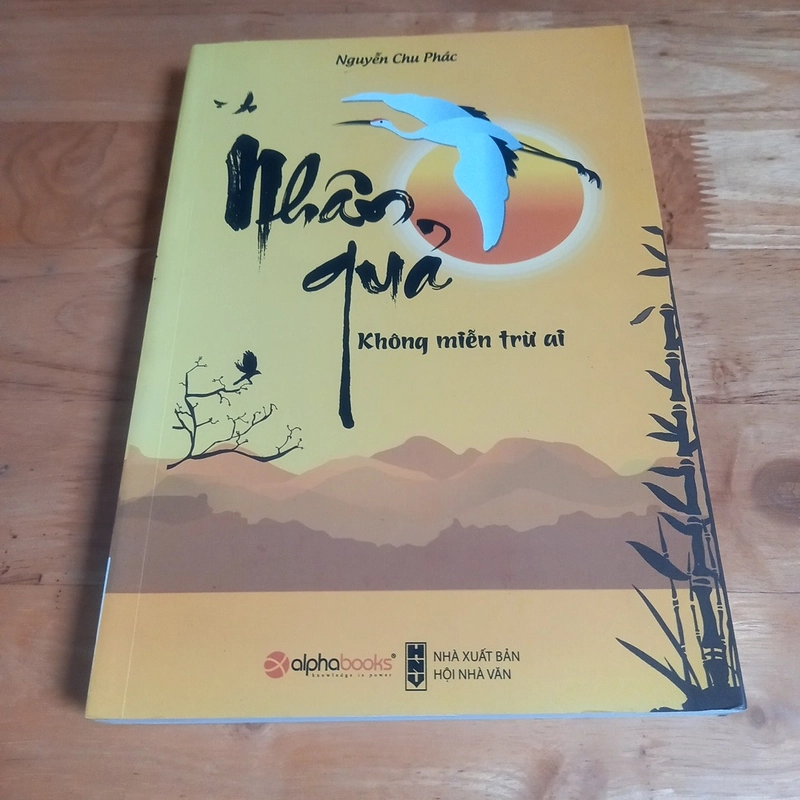 Nguyễn Chu Phác
Nhân
quả
Không miễn trừ ai
alphabooks®
knowledge is power
HNV
NHÀ XUẤT BẢN
HỘI NHÀ VĂN